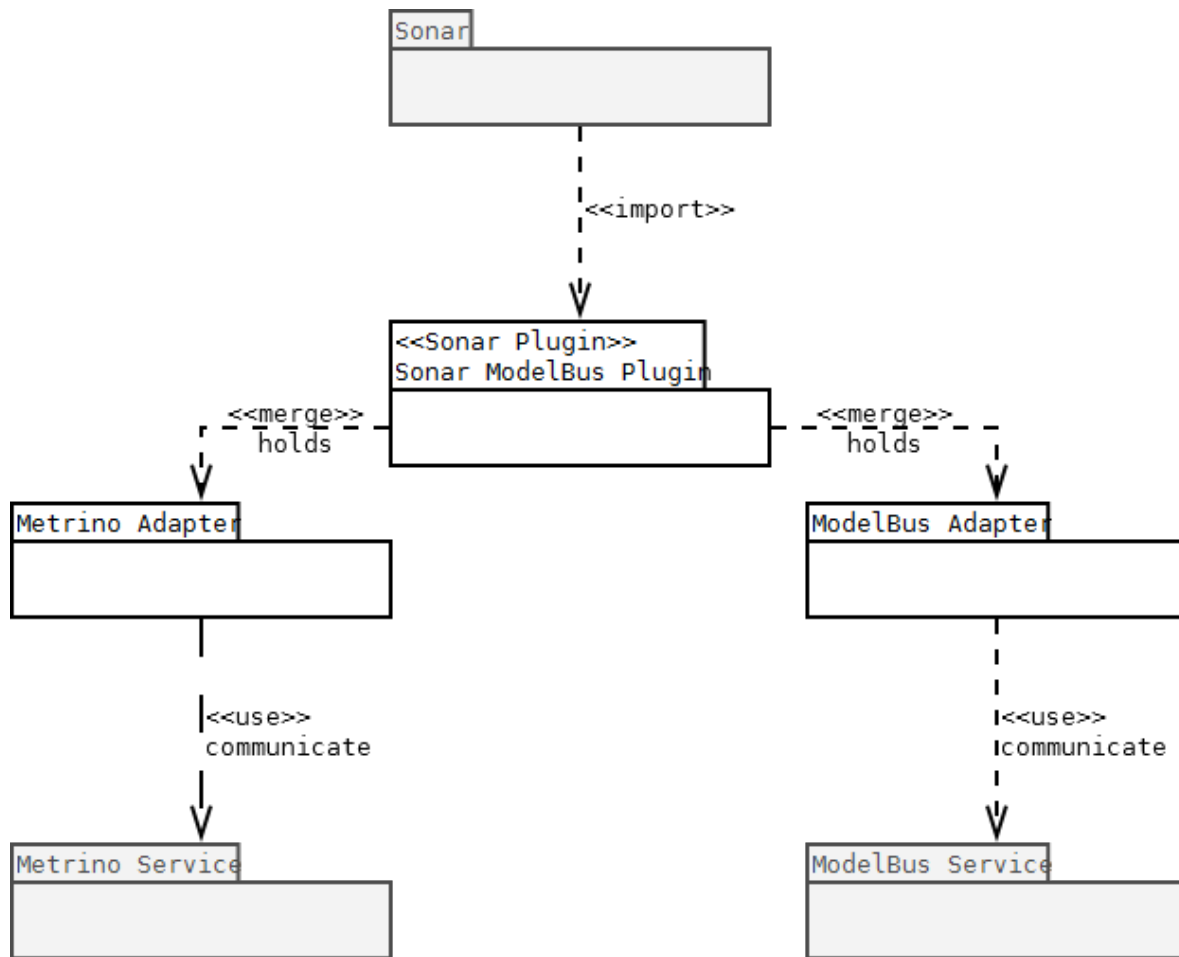 Sonar
<<import>>
<<Sonar Plugin>>
Sonar ModelBus Plugin
<<merge>>
holds
<<merge>>
holds
Metrino Adapter
ModelBus Adapter
<<use>>
communicate
<<use>>
communicate
Metrino Service
ModelBus Service